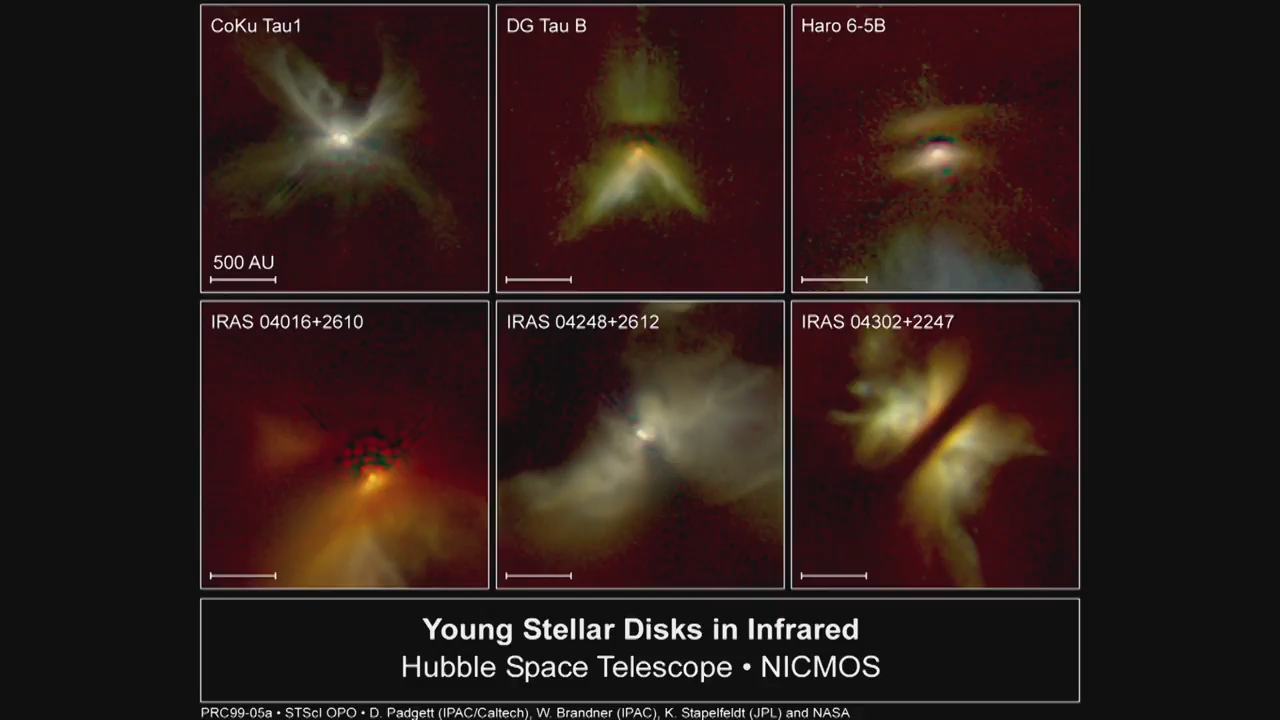 CoKu Tau1
DG Tau B
Haro 6-5B
500 AU
IRAS 04016+2610
IRAS 04248+2612
IRAS 04302+2247
Young Stellar Disks in Infrared
Hubble Space Telescope • NICMOS
PRC99-05a • STScI OPO • D. Padgett (IPAC/Caltech), W. Brandner (IPAC), K. Stapelfeldt (JPL) and NASA